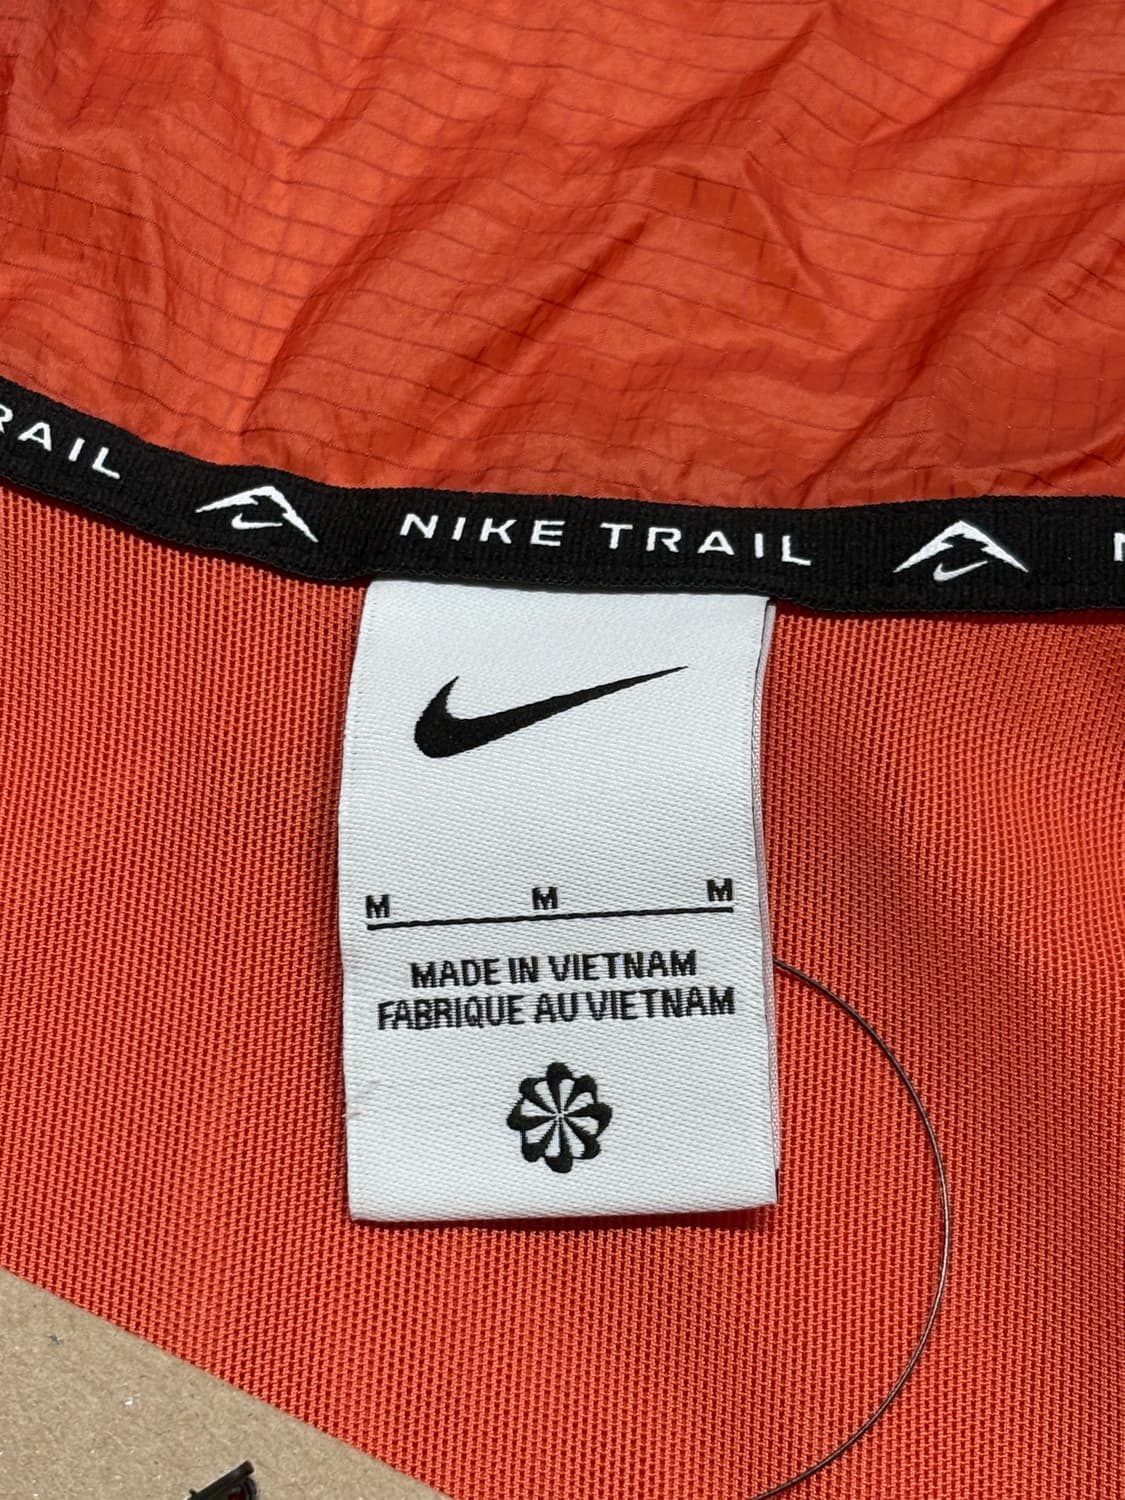 RAIL NIKE TRAIL N
M M M
MADE IN VIETNAM
FABRIQUE AU VIETNAM